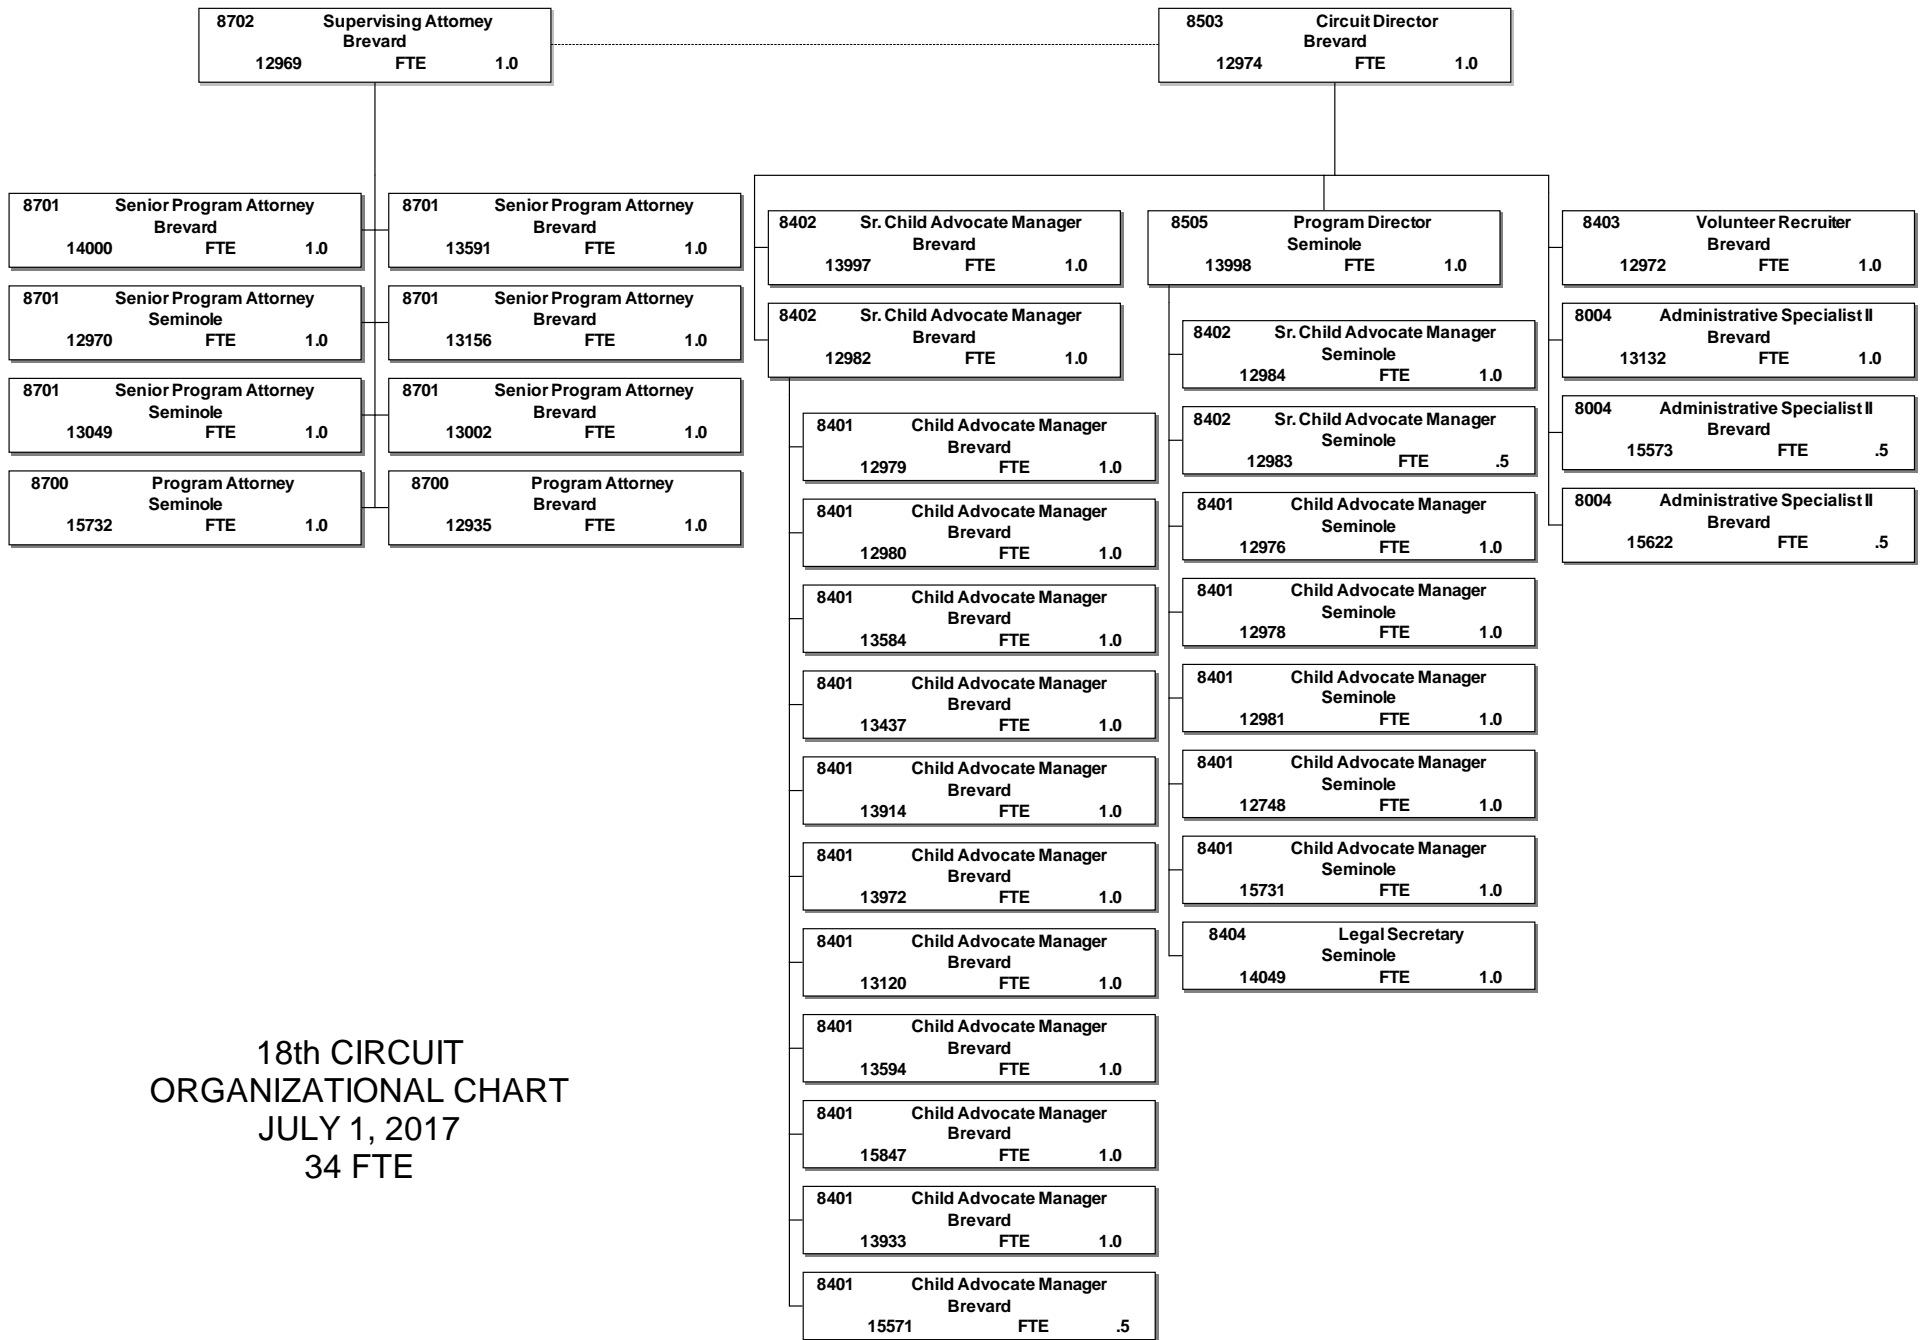 8702 Supervising Attorney
Brevard
12969 FTE 1.0
8503 Circuit Director
Brevard
12974 FTE 1.0
8701 Senior Program Attorney
Brevard
14000 FTE 1.0
8701 Senior Program Attorney
Brevard
13591 FTE 1.0
8701 Senior Program Attorney
Seminole
12970 FTE 1.0
8701 Senior Program Attorney
Brevard
13156 FTE 1.0
8701 Senior Program Attorney
Seminole
13049 FTE 1.0
8701 Senior Program Attorney
Brevard
13002 FTE 1.0
8700 Program Attorney
Seminole
15732 FTE 1.0
8700 Program Attorney
Brevard
12935 FTE 1.0
8402 Sr. Child Advocate Manager
Brevard
13997 FTE 1.0
8402 Sr. Child Advocate Manager
Brevard
12982 FTE 1.0
8401 Child Advocate Manager
Brevard
12979 FTE 1.0
8401 Child Advocate Manager
Brevard
12980 FTE 1.0
8401 Child Advocate Manager
Brevard
13584 FTE 1.0
8401 Child Advocate Manager
Brevard
13437 FTE 1.0
8401 Child Advocate Manager
Brevard
13914 FTE 1.0
8401 Child Advocate Manager
Brevard
13972 FTE 1.0
8401 Child Advocate Manager
Brevard
13120 FTE 1.0
8401 Child Advocate Manager
Brevard
13594 FTE 1.0
8401 Child Advocate Manager
Brevard
15847 FTE 1.0
8401 Child Advocate Manager
Brevard
13933 FTE 1.0
8401 Child Advocate Manager
Brevard
15571 FTE .5
8505 Program Director
Seminole
13998 FTE 1.0
8402 Sr. Child Advocate Manager
Seminole
12984 FTE 1.0
8402 Sr. Child Advocate Manager
Seminole
12983 FTE .5
8401 Child Advocate Manager
Seminole
12976 FTE 1.0
8401 Child Advocate Manager
Seminole
12978 FTE 1.0
8401 Child Advocate Manager
Seminole
12981 FTE 1.0
8401 Child Advocate Manager
Seminole
12748 FTE 1.0
8401 Child Advocate Manager
Seminole
15731 FTE 1.0
8404 Legal Secretary
Seminole
14049 FTE 1.0
8403 Volunteer Recruiter
Brevard
12972 FTE 1.0
8004 Administrative Specialist II
Brevard
13132 FTE 1.0
8004 Administrative Specialist II
Brevard
15573 FTE .5
8004 Administrative Specialist II
Brevard
15622 FTE .5
18th CIRCUIT
ORGANIZATIONAL CHART
JULY 1, 2017
34 FTE